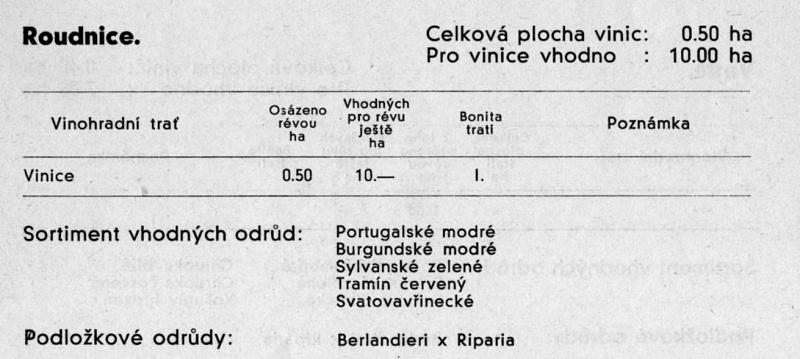 Roudnice.
Celková plocha vinic: 0.50 ha
Pro vinice vhodno : 10.00 ha
Vinohradní trať
Osázeno révou ha
Vhodných pro révu ještě ha
Bonita trati
Poznámka
Vinice 0.50 10.— I.
Sortiment vhodných odrůd: Portugalské modré
Burgundské modré
Sylvanské zelené
Tramín červený
Svatovavřinecké
Podložkové odrůdy: Berlandieri x Riparia